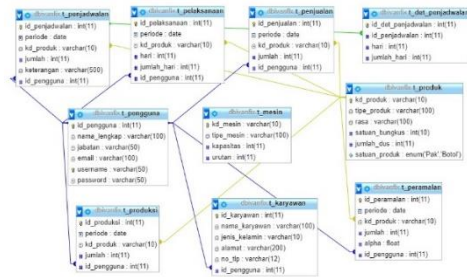 t_penjadwalan
id_penjadwalan : int(11)
periode : date
kd_produk : varchar(10)
jumlah : int(11)
keterangan : varchar(500)
id_pengguna : int(11)
t_pelaksanaan
id_pelaksanaan : int(11)
periode : date
kd_produk : varchar(10)
hari : int(11)
jumlah_hari : int(11)
id_pengguna : int(11)
t_penjualan
id_penjualan : int(11)
periode : date
kd_produk : varchar(10)
jumlah : int(11)
id_pengguna : int(11)
t_det_penjadwalan
id_det_penjadwalan : int(11)
id_penjadwalan : int(11)
hari : int(11)
jumlah_hari : int(11)
t_pengguna
id_pengguna : int(11)
name_lengkap : varchar(100)
jabatan : varchar(50)
email : varchar(100)
username : varchar(50)
password : varchar(50)
t_mesin
kd_mesin : varchar(10)
tipe_mesin : varchar(100)
kapasitas : int(11)
urutan : int(11)
t_produk
kd_produk : varchar(10)
tipe_produk : varchar(100)
rasa : varchar(100)
satuan_bungkus : int(10)
jumlah_dus : int(11)
satuan_produk : enum('Pak','Botol')
t_produksi
id_produksi : int(11)
periode : date
kd_produk : varchar(10)
jumlah : int(11)
id_pengguna : int(11)
t_karyawan
id_karyawan : int(11)
name_karyawan : varchar(100)
jenis_kelamin : varchar(10)
alamat : varchar(200)
no_tlp : varchar(12)
id_pengguna : int(11)
t_peramalan
id_peramalan : int(11)
periode : date
kd_produk : varchar(10)
jumlah : int(11)
alpha : float
id_pengguna : int(11)